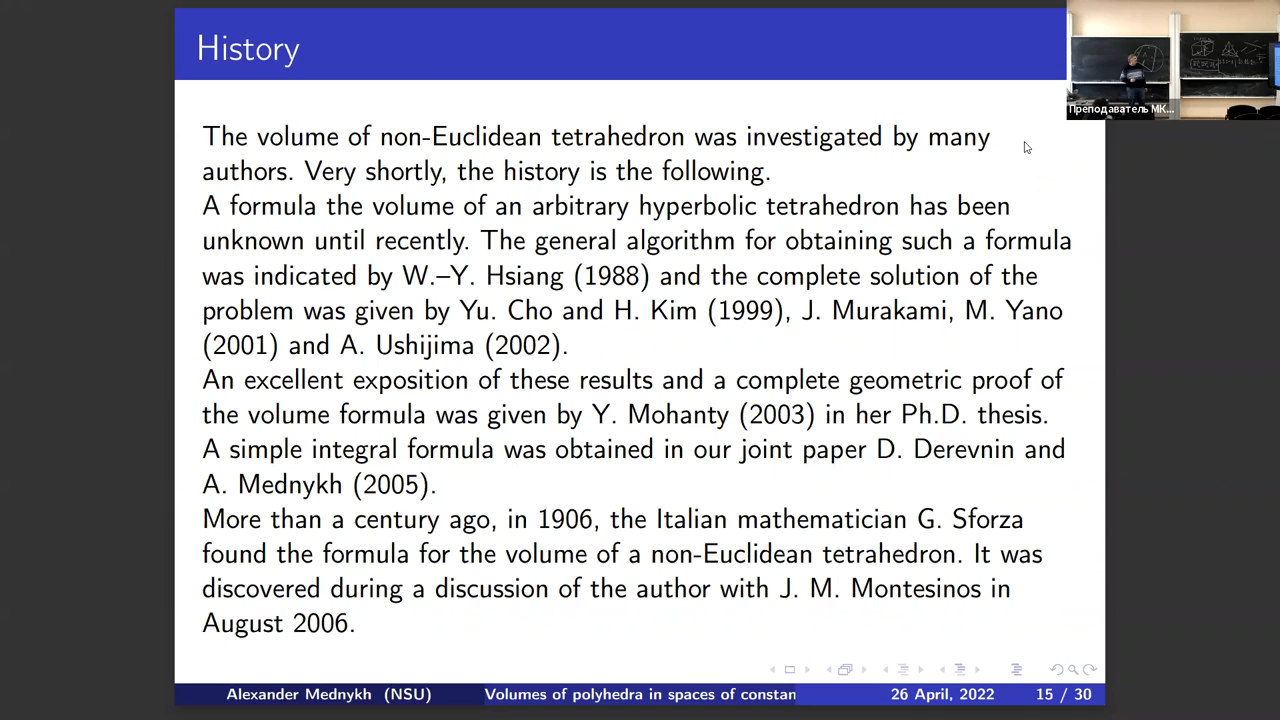 History
Преподаватель МК...
The volume of non-Euclidean tetrahedron was investigated by many
authors. Very shortly, the history is the following.
A formula the volume of an arbitrary hyperbolic tetrahedron has been
unknown until recently. The general algorithm for obtaining such a formula
was indicated by W.–Y. Hsiang (1988) and the complete solution of the
problem was given by Yu. Cho and H. Kim (1999), J. Murakami, M. Yano
(2001) and A. Ushijima (2002).
An excellent exposition of these results and a complete geometric proof of
the volume formula was given by Y. Mohanty (2003) in her Ph.D. thesis.
A simple integral formula was obtained in our joint paper D. Derevnin and
A. Mednykh (2005).
More than a century ago, in 1906, the Italian mathematician G. Sforza
found the formula for the volume of a non-Euclidean tetrahedron. It was
discovered during a discussion of the author with J. M. Montesinos in
August 2006.
Alexander Mednykh (NSU) Volumes of polyhedra in spaces of constan 26 April, 2022 15 / 30